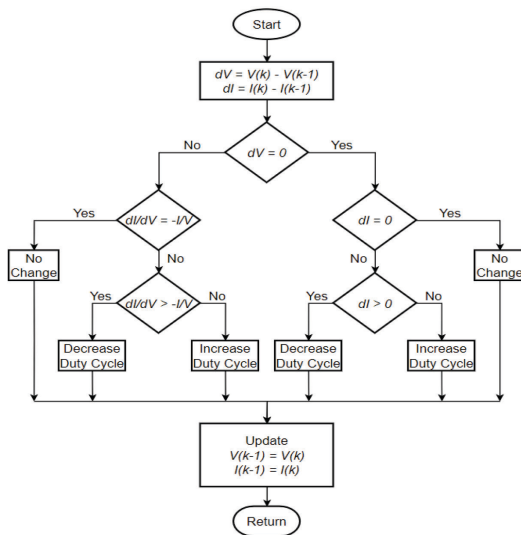 Start
dV = V(k) - V(k-1)
dI = I(k) - I(k-1)
No
dV = 0
Yes
Yes
dI/dV = -I/V
dI = 0
Yes
No
Change
No
No
No
Change
Yes
dI/dV > -I/V
No
Yes
dI > 0
No
Decrease
Duty Cycle
Increase
Duty Cycle
Decrease
Duty Cycle
Increase
Duty Cycle
Update
V(k-1) = V(k)
I(k-1) = I(k)
Return